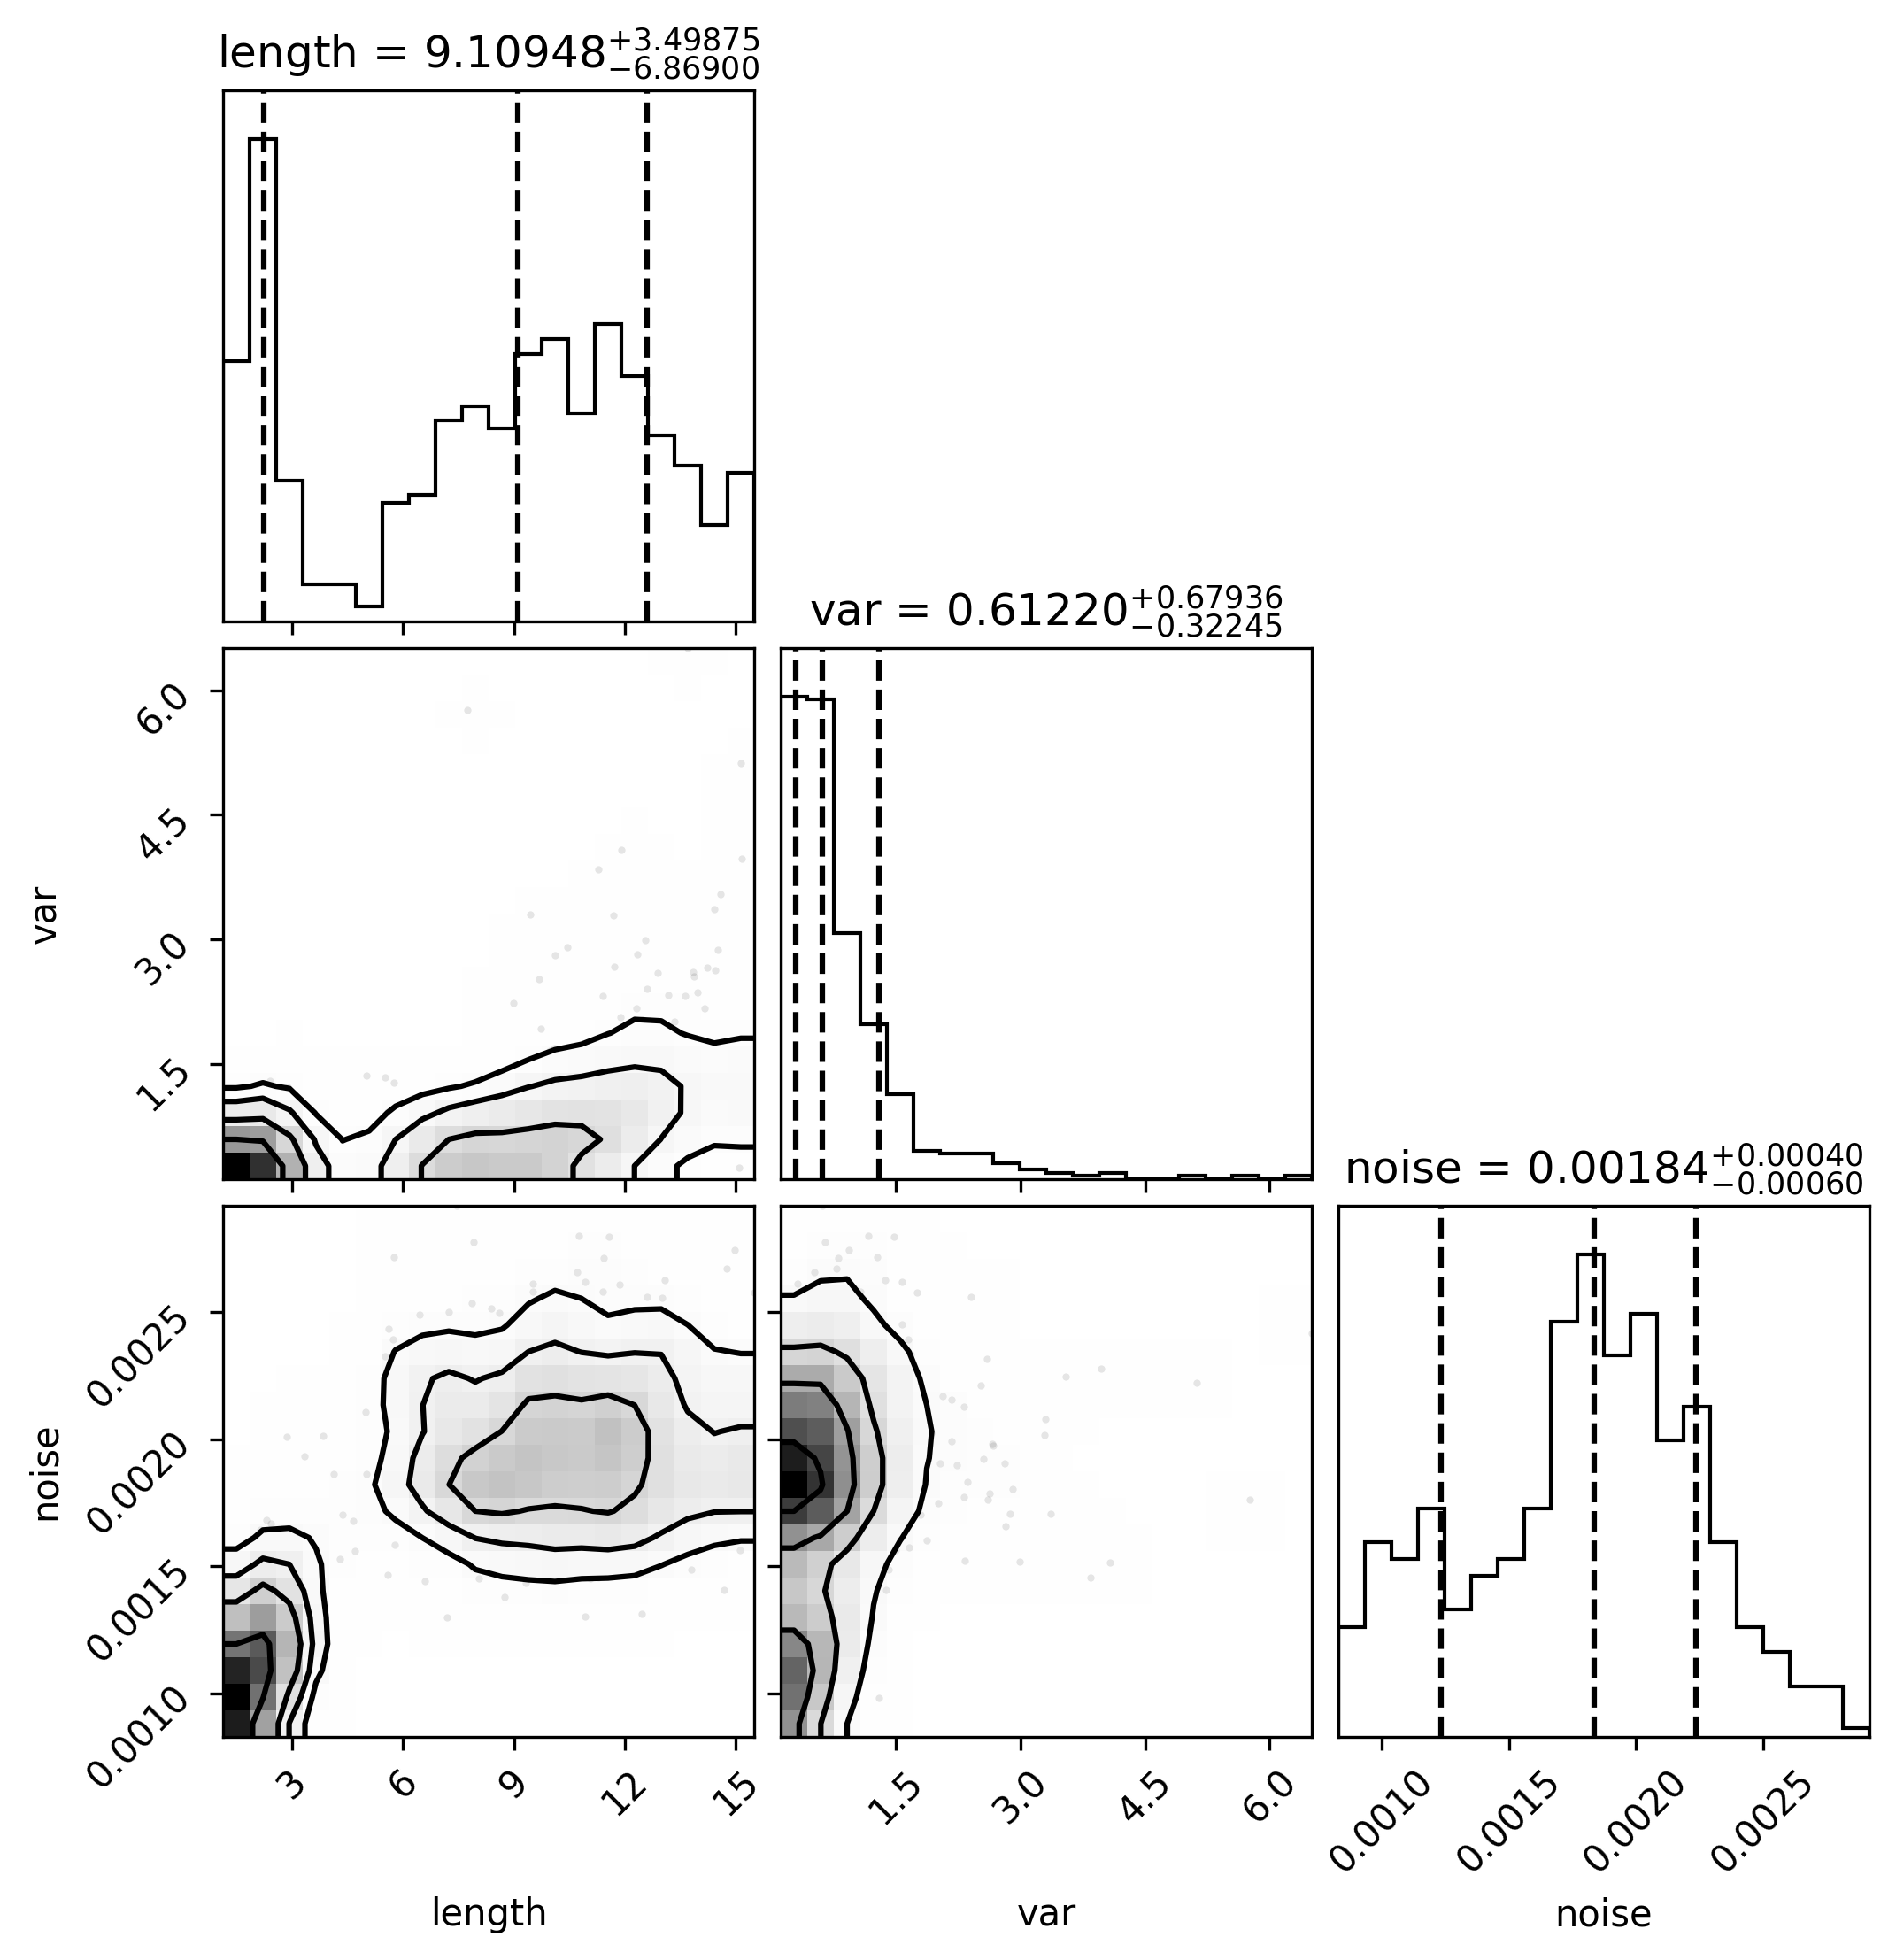 length = 9.10948+3.49875−6.86900
var = 0.61220+0.67936−0.32245
6.0
4.5
3.0
1.5
var
noise = 0.00184+0.00040−0.00060
0.0025
0.0020
0.0015
0.0010
noise
3 6 9 12 15
1.5 3.0 4.5 6.0
0.0010 0.0015 0.0020 0.0025
length var noise